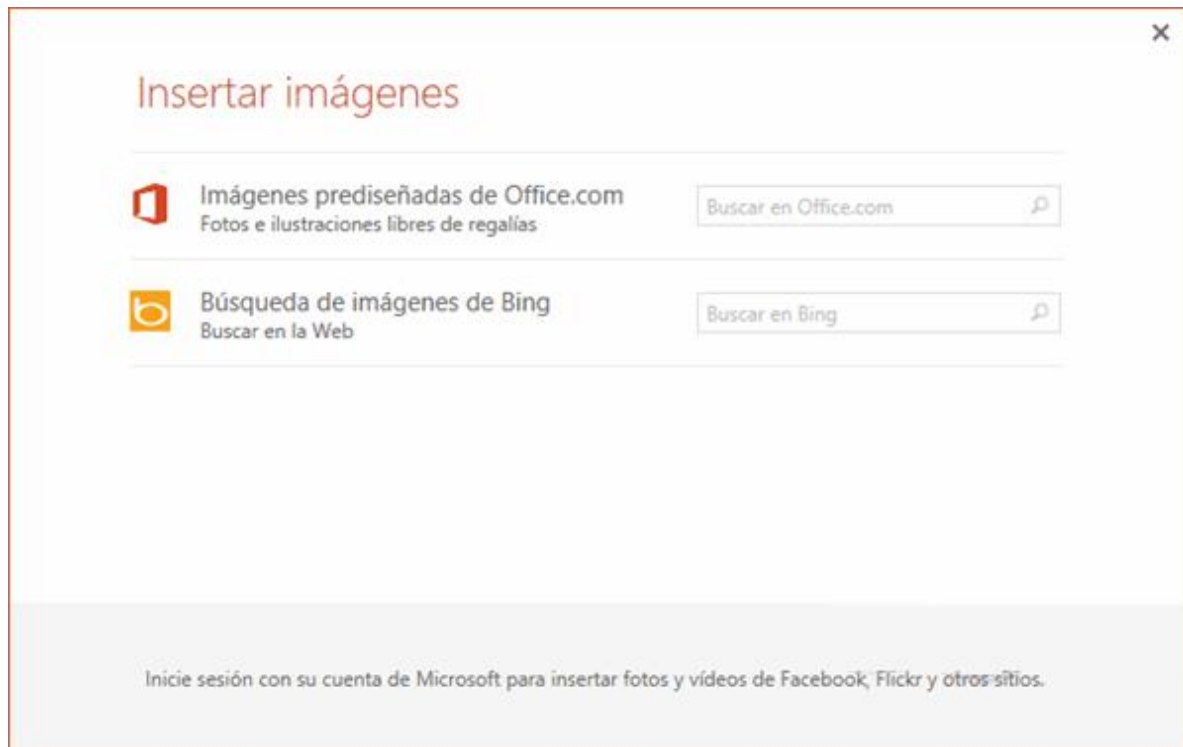 Insertar imágenes
Imágenes prediseñadas de Office.com
Fotos e ilustraciones libres de regalías
Buscar en Office.com
Búsqueda de imágenes de Bing
Buscar en la Web
Buscar en Bing
Inicie sesión con su cuenta de Microsoft para insertar fotos y vídeos de Facebook, Flickr y otros sitios.